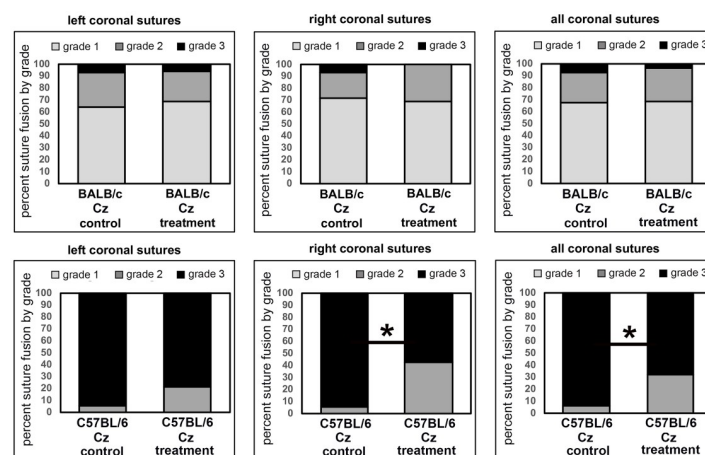 left coronal sutures
grade 1 grade 2 grade 3
percent suture fusion by grade
100
90
80
70
60
50
40
30
20
10
0
BALB/c BALB/c
Cz Cz
control treatment
right coronal sutures
grade 1 grade 2 grade 3
percent suture fusion by grade
100
90
80
70
60
50
40
30
20
10
0
BALB/c BALB/c
Cz Cz
control treatment
all coronal sutures
grade 1 grade 2 grade 3
percent suture fusion by grade
100
90
80
70
60
50
40
30
20
10
0
BALB/c BALB/c
Cz Cz
control treatment
left coronal sutures
grade 1 grade 2 grade 3
percent suture fusion by grade
100
90
80
70
60
50
40
30
20
10
0
C57BL/6 C57BL/6
Cz Cz
control treatment
right coronal sutures
grade 1 grade 2 grade 3
percent suture fusion by grade
100
90
80
70
60
50
40
30
20
10
0
*
C57BL/6 C57BL/6
Cz Cz
control treatment
all coronal sutures
grade 1 grade 2 grade 3
percent suture fusion by grade
100
90
80
70
60
50
40
30
20
10
0
*
C57BL/6 C57BL/6
Cz Cz
control treatment